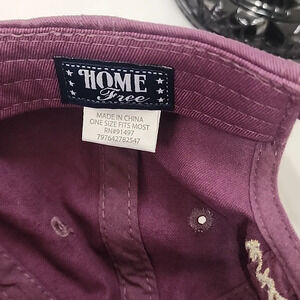 HOME
Free
MADE IN CHINA
ONE SIZE FITS MOST
RN#91497
797642782547